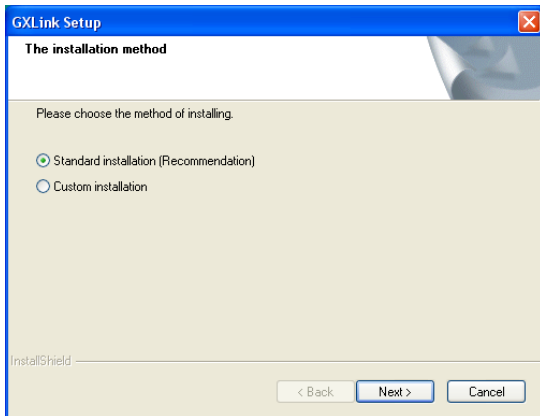 GXLink Setup
The installation method
Please choose the method of installing.
Standard installation (Recommendation)
Custom installation
InstallShield
< Back Next > Cancel